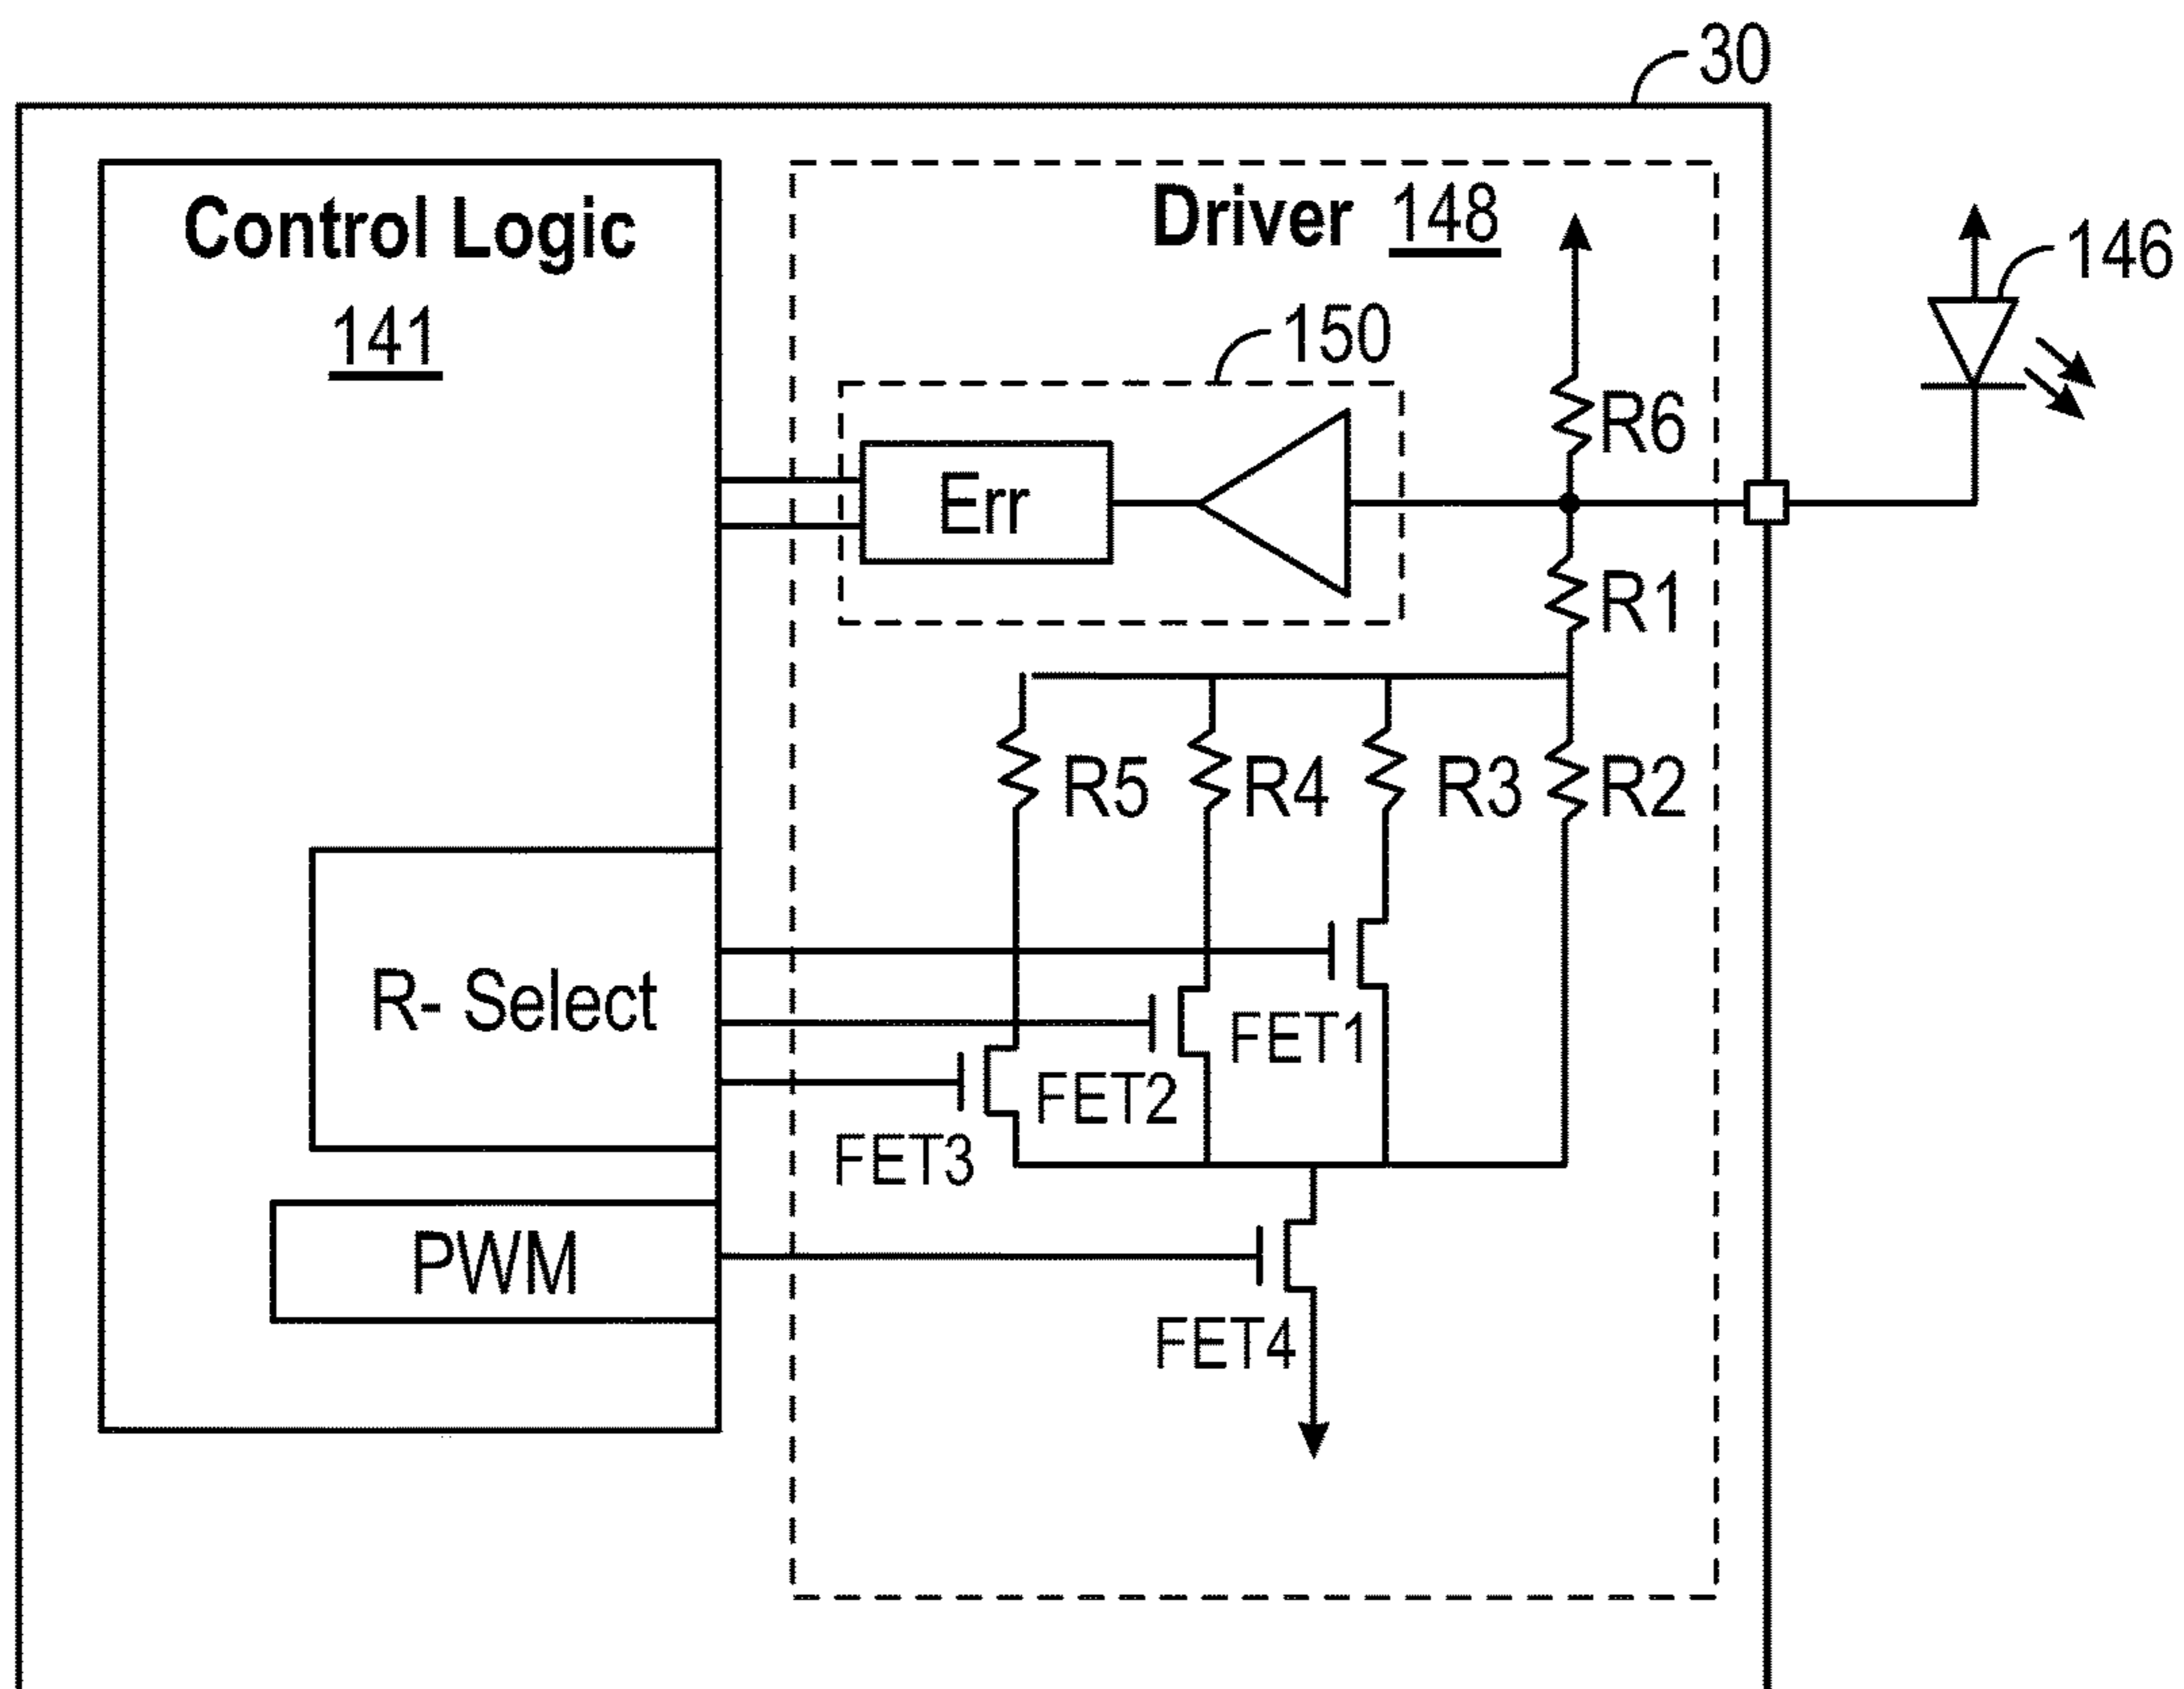 30
Control Logic
141
Driver 148
146
150
R6
Err
R1
R5
R4
R3
R2
R- Select
FET1
FET2
FET3
PWM
FET4